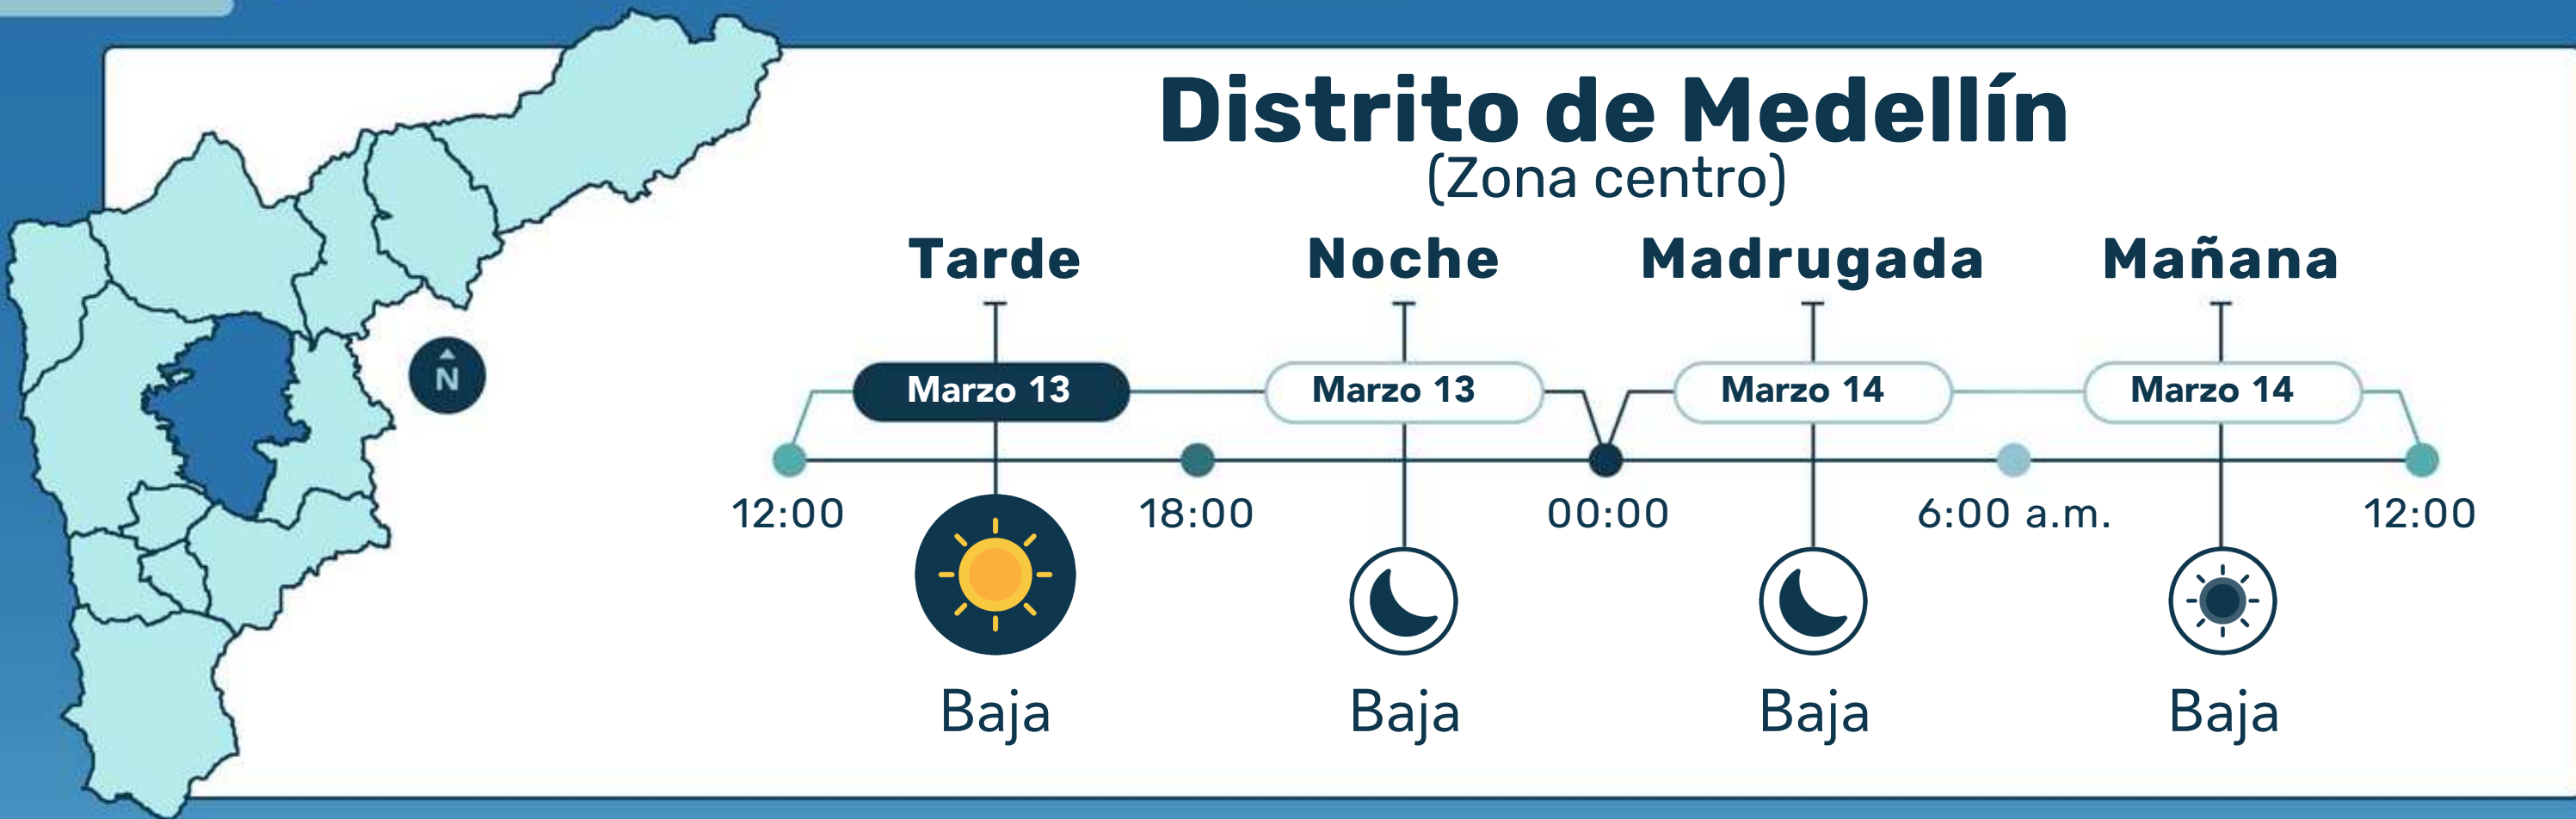 Distrito de Medellín
(Zona centro)
Tarde Noche Madrugada Mañana
N
Marzo 13 Marzo 13 Marzo 14 Marzo 14
12:00 18:00 00:00 6:00 a.m. 12:00
Baja Baja Baja Baja